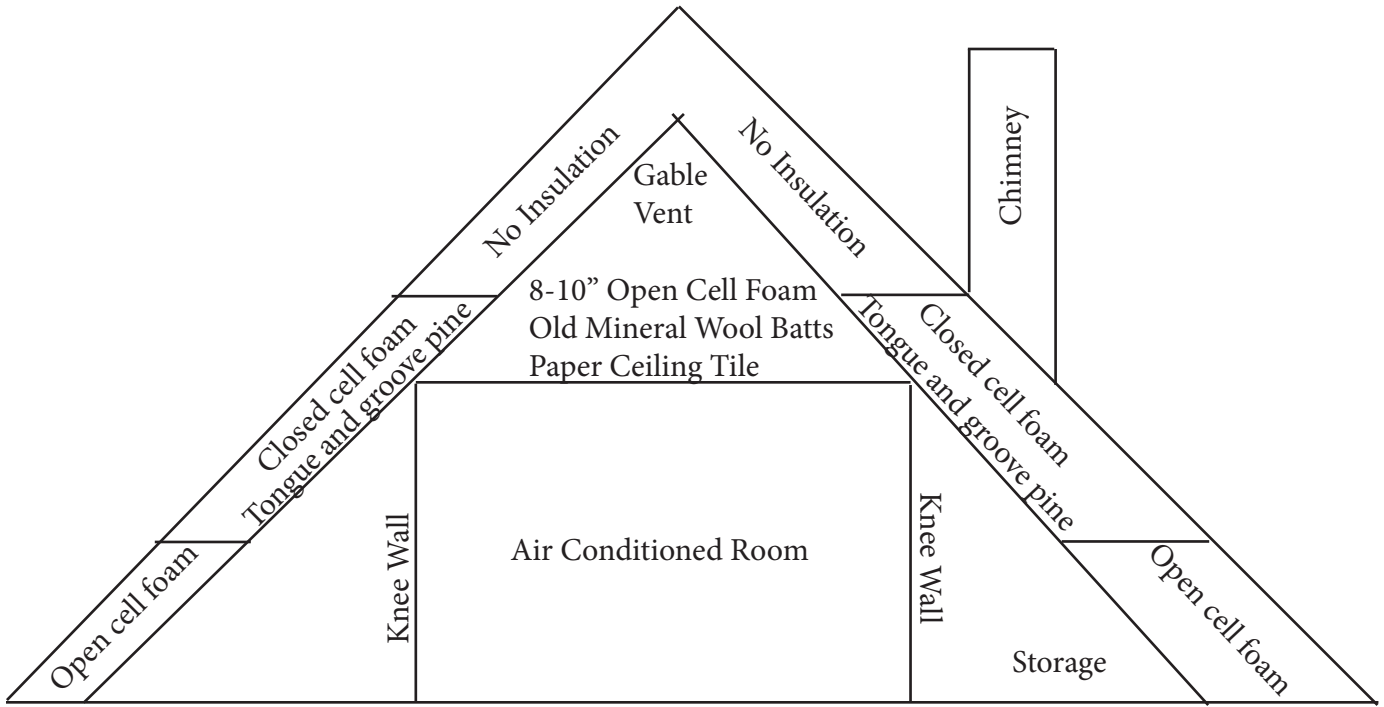 No Insulation
No Insulation
Chimney
Gable
Vent
8-10” Open Cell Foam
Old Mineral Wool Batts
Paper Ceiling Tile
Closed cell foam
Tongue and groove pine
Tongue and groove pine
Closed cell foam
Knee Wall
Air Conditioned Room
Knee Wall
Open cell foam
Storage
Open cell foam